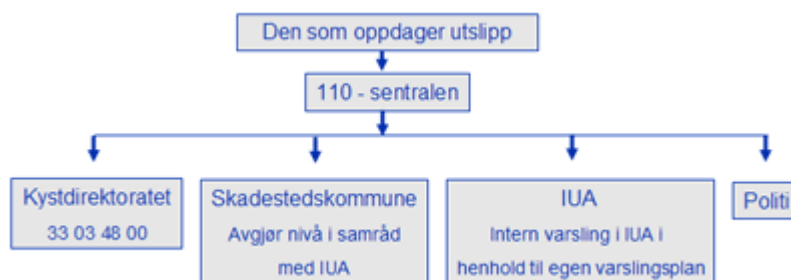 Den som oppdager utslipp
110 - sentralen
Kystdirektoratet
33 03 48 00
Skadestedskommune
Avgjør nivå i samråd
med IUA
IUA
Intern varsling i IUA i
henhold til egen varslingsplan
Politi